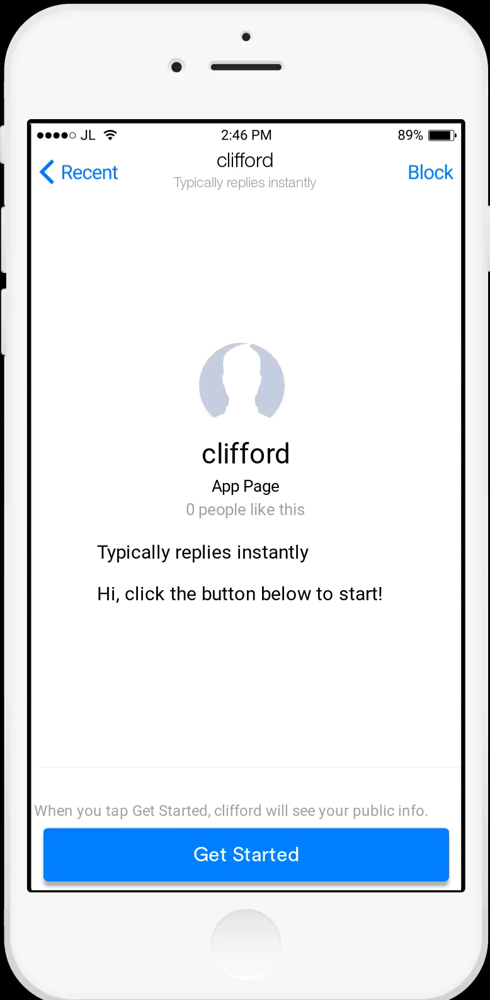 JL 2:46 PM 89%
Recent clifford Block
Typically replies instantly
clifford
App Page
0 people like this
Typically replies instantly
Hi, click the button below to start!
When you tap Get Started, clifford will see your public info.
Get Started